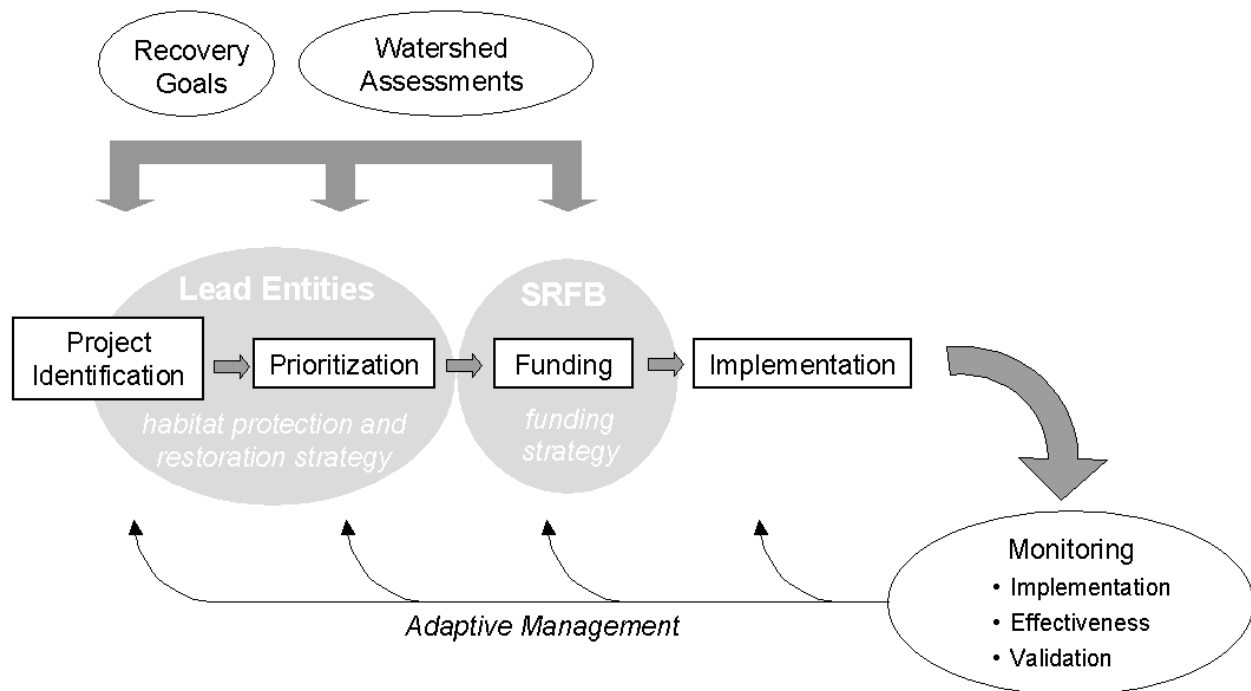 Recovery
Goals
Watershed
Assessments
Lead Entities
SRFB
Project
Identification
Prioritization
Funding
Implementation
habitat protection and
restoration strategy
funding
strategy
Adaptive Management
Monitoring
• Implementation
• Effectiveness
• Validation